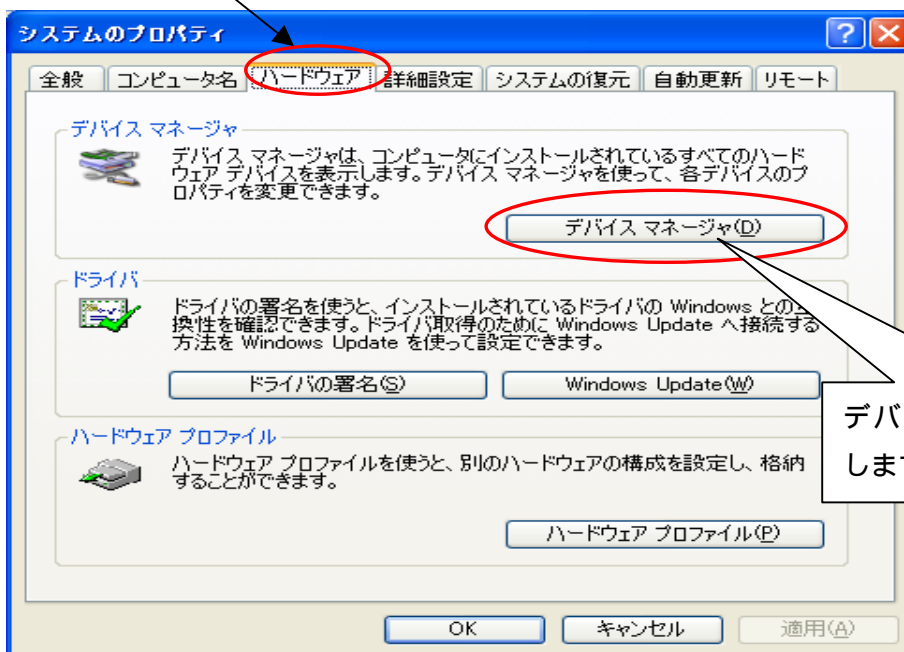 システムのプロパティ
全般 コンピュータ名 ハードウェア 詳細設定 システムの復元 自動更新 リモート
デバイス マネージャ
デバイス マネージャは、コンピュータにインストールされているすべてのハード
ウェア デバイスを表示します。デバイス マネージャを使って、各デバイスのプ
ロパティを変更できます。
デバイス マネージャ(D)
ドライバ
ドライバの署名を使うと、インストールされているドライバの Windows との互
換性を確認できます。ドライバ取得のために Windows Update へ接続する
方法を Windows Update を使って設定できます。
ドライバの署名(S) Windows Update(W)
デバ
しま
ハードウェア プロファイル
ハードウェア プロファイルを使うと、別のハードウェアの構成を設定し、格納
することができます。
ハードウェア プロファイル(P)
OK キャンセル 適用(A)